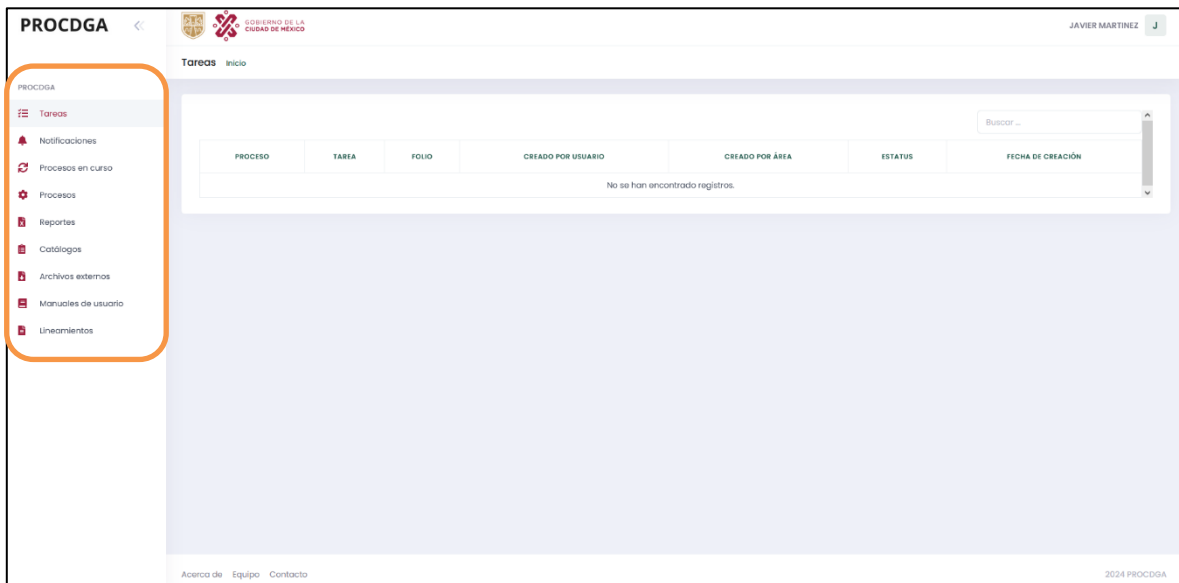 PROCDGA
GOBIERNO DE LA
CIUDAD DE MÉXICO
JAVIER MARTINEZ J
Tareas Inicio
PROCDGA
Tareas
Notificaciones
Procesos en curso
Procesos
Reportes
Catálogos
Archivos externos
Manuales de usuario
Lineamientos
Buscar ...
PROCESO TAREA FOLIO CREADO POR USUARIO CREADO POR ÁREA ESTATUS FECHA DE CREACIÓN
No se han encontrado registros.
Acerca de Equipo Contacto
2024 PROCDGA